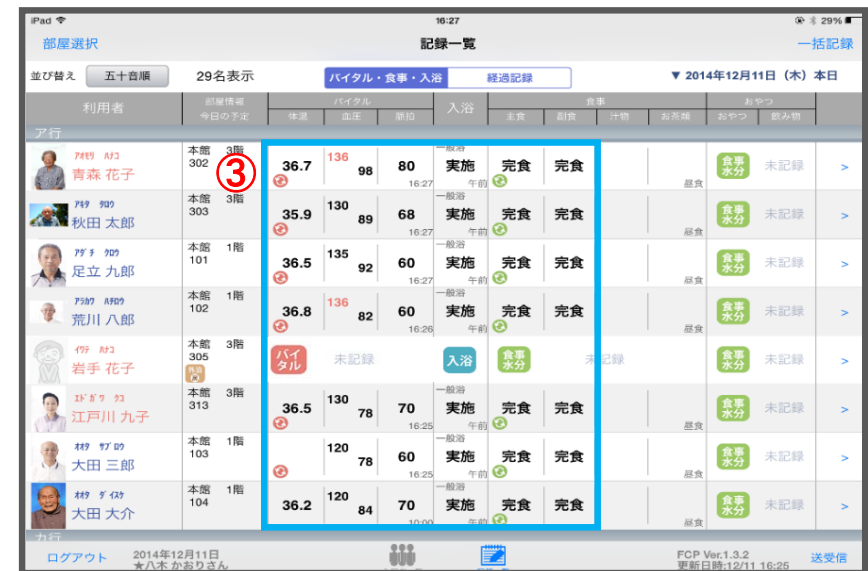 iPad 16:27 29%
部屋選択 記録一覧 一括記録
並び替え 五十音順 29名表示 バイタル・食事・入浴 経過記録 ▼ 2014年12月11日（木） 本日
利用者 部屋情報 バイタル 入浴 食事 おやつ
今日の予定 体温 血圧 脈拍 主食 副食 汁物 お茶類 おやつ 飲み物
ア行
ｱｵﾓﾘ ﾊﾅｺ 本館 3階 一般浴
青森 花子 302 ③ 36.7 136 98 80 実施 完食 完食 食事水分 未記録 >
16:27 午前 昼食
ｱｷﾀ ﾀﾛｳ 本館 3階 一般浴
秋田 太郎 303 35.9 130 89 68 実施 完食 完食 食事水分 未記録 >
16:27 午前 昼食
ｱﾀﾞﾁ ｸﾛｳ 本館 1階 一般浴
足立 九郎 101 36.5 135 92 60 実施 完食 完食 食事水分 未記録 >
16:27 午前 昼食
ｱﾗｶﾜ ﾊﾁﾛｳ 本館 1階 一般浴
荒川 八郎 102 36.8 136 82 60 実施 完食 完食 食事水分 未記録 >
16:26 午前 昼食
ｲﾜﾃ ﾊﾅｺ 本館 3階
岩手 花子 305 外泊 バイタル 未記録 入浴 食事水分 未記録 食事水分 未記録 >
ｴﾄﾞｶﾞﾜ ｸｺ 本館 3階 一般浴
江戸川 九子 313 36.5 130 78 70 実施 完食 完食 食事水分 未記録 >
16:25 午前 昼食
ｵｵﾀ ｻﾌﾞﾛｳ 本館 1階 一般浴
大田 三郎 103 120 78 60 実施 完食 完食 食事水分 未記録 >
16:25 午前 昼食
ｵｵﾀ ﾀﾞｲｽｹ 本館 1階 一般浴
大田 大介 104 36.2 120 84 70 実施 完食 完食 食事水分 未記録 >
10:00 午前 昼食
カ行
ログアウト 2014年12月11日 FCP Ver.1.3.2 送受信
★八木 かおりさん 更新日時:12/11 16:25